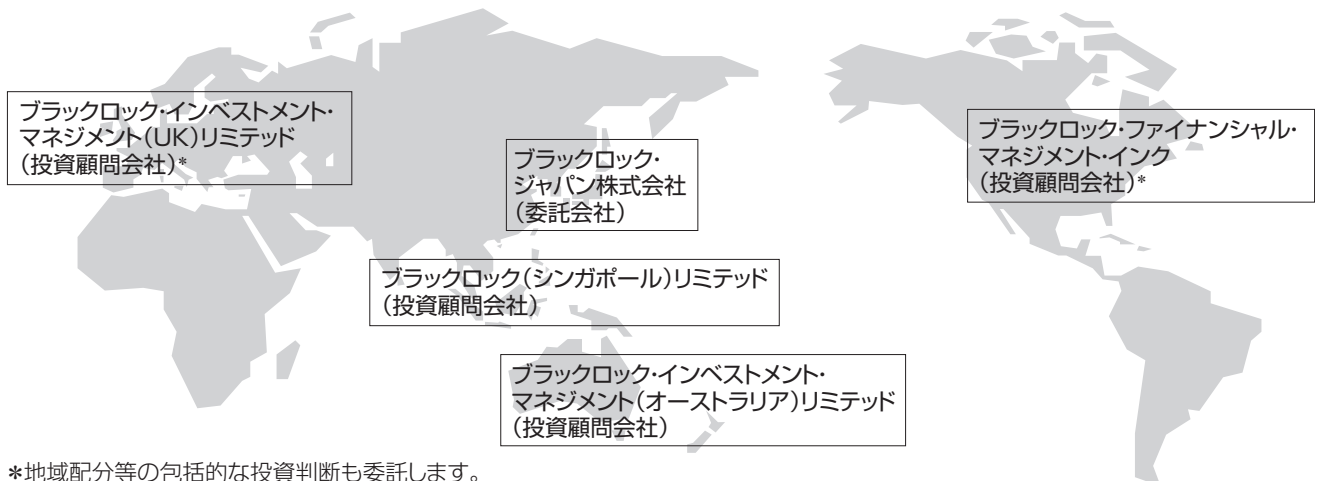 ブラックロック・インベストメント・
マネジメント(UK)リミテッド
(投資顧問会社)*
ブラックロック・
ジャパン株式会社
(委託会社)
ブラックロック・ファイナンシャル・
マネジメント・インク
(投資顧問会社)*
ブラックロック(シンガポール)リミテッド
(投資顧問会社)
ブラックロック・インベストメント・
マネジメント(オーストラリア)リミテッド
(投資顧問会社)
*地域配分等の包括的な投資判断も委託します。